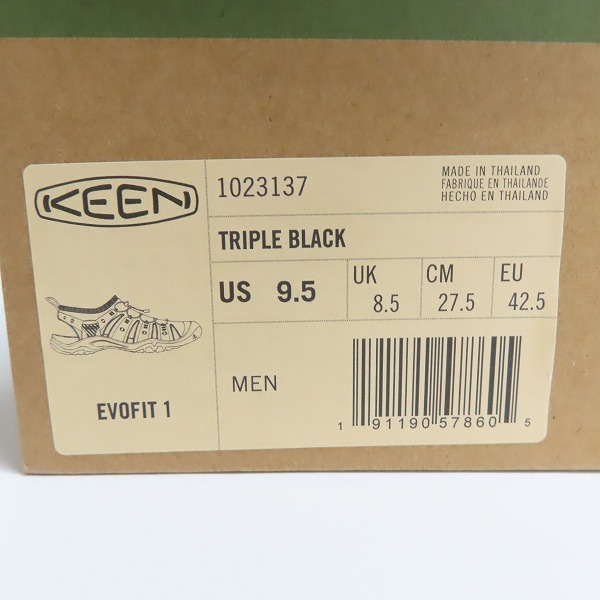 KEEN
1023137
MADE IN THAILAND
FABRIQUE EN THAILANDE
HECHO EN THAILAND
TRIPLE BLACK
US 9.5
UK 8.5
CM 27.5
EU 42.5
EVOFIT 1
MEN
1 91190 57860 5